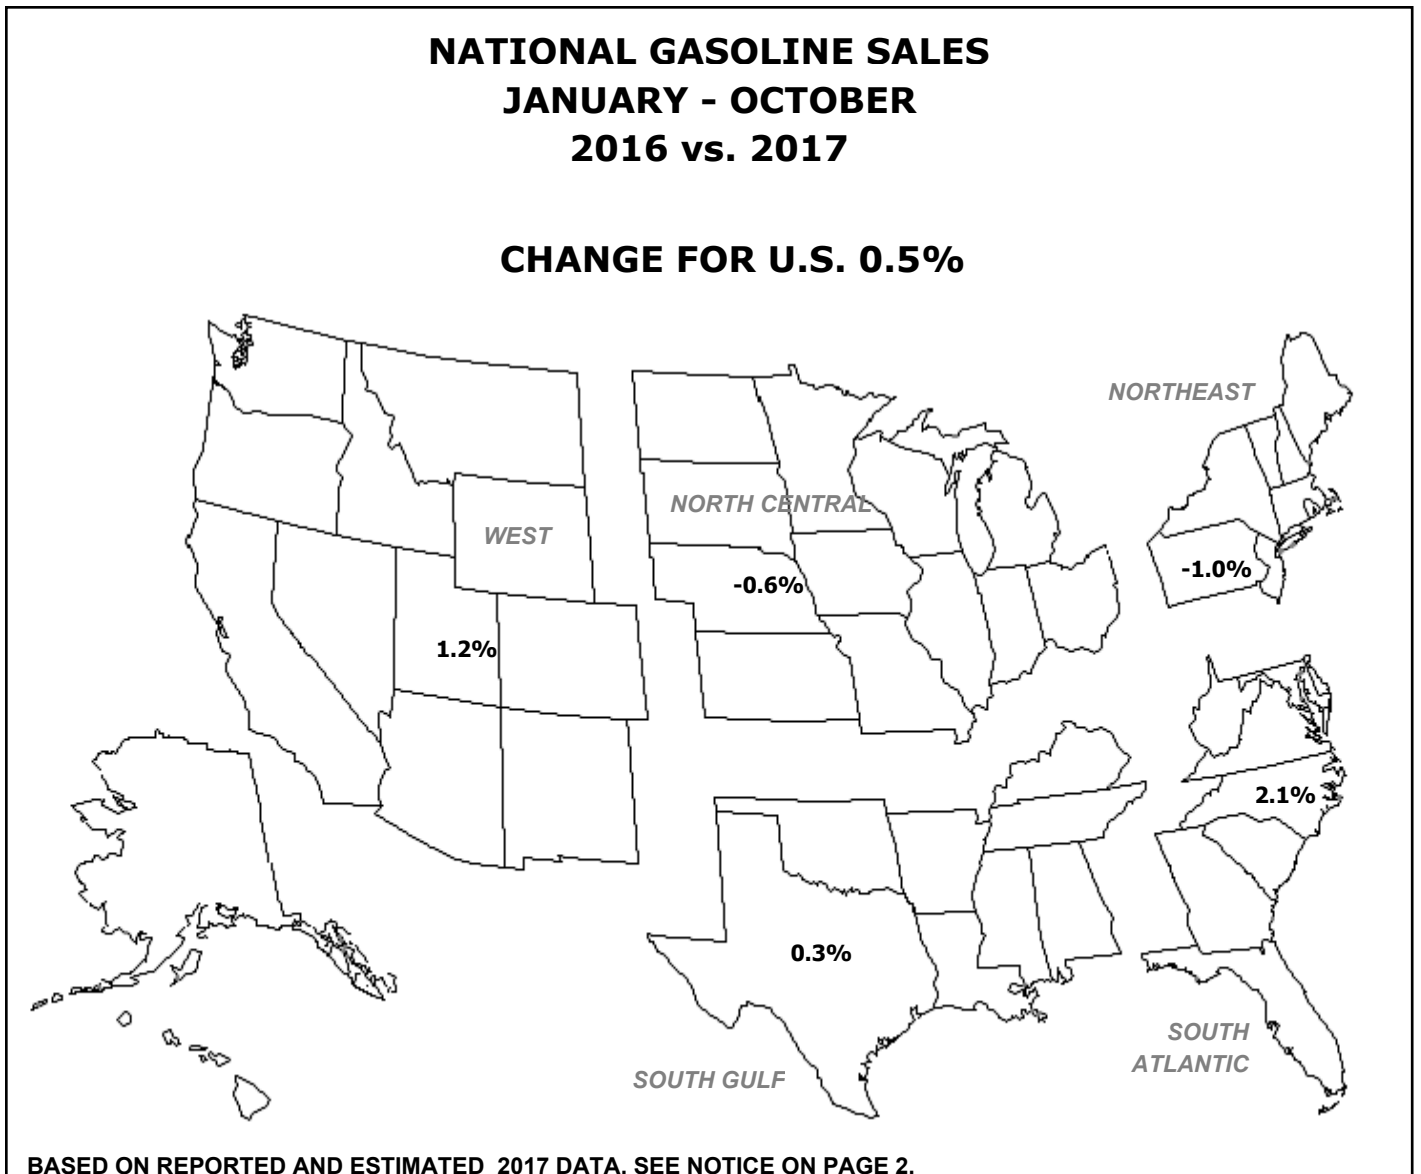 NATIONAL GASOLINE SALES
JANUARY - OCTOBER
2016 vs. 2017
CHANGE FOR U.S. 0.5%
NORTHEAST
NORTH CENTRAL
WEST
-1.0%
-0.6%
1.2%
2.1%
0.3%
SOUTH
ATLANTIC
SOUTH GULF
BASED ON REPORTED AND ESTIMATED 2017 DATA. SEE NOTICE ON PAGE 2.